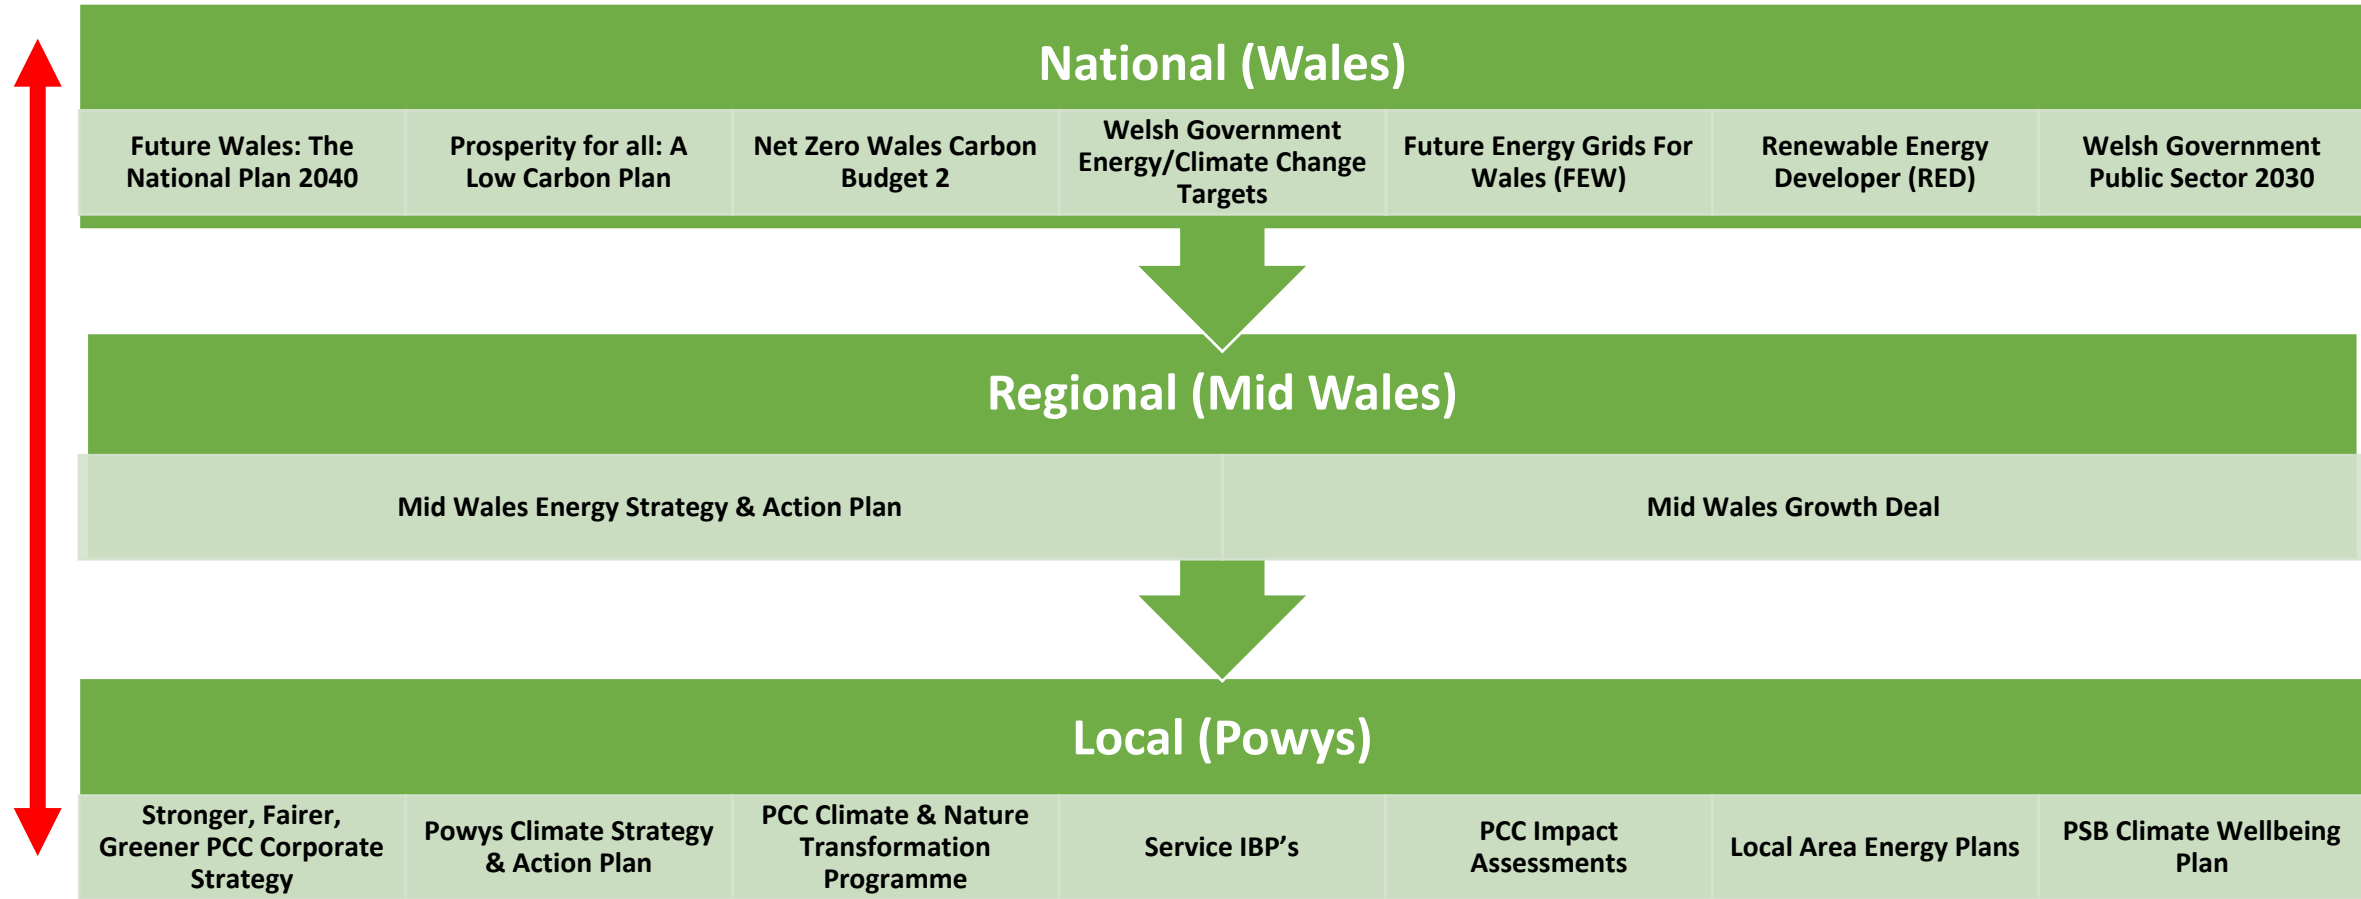 National (Wales)
Future Wales: The
National Plan 2040
Prosperity for all: A
Low Carbon Plan
Net Zero Wales Carbon
Budget 2
Welsh Government
Energy/Climate Change
Targets
Future Energy Grids For
Wales (FEW)
Renewable Energy
Developer (RED)
Welsh Government
Public Sector 2030
Regional (Mid Wales)
Mid Wales Energy Strategy & Action Plan
Mid Wales Growth Deal
Local (Powys)
Stronger, Fairer,
Greener PCC Corporate
Strategy
Powys Climate Strategy
& Action Plan
PCC Climate & Nature
Transformation
Programme
Service IBP’s
PCC Impact
Assessments
Local Area Energy Plans
PSB Climate Wellbeing
Plan